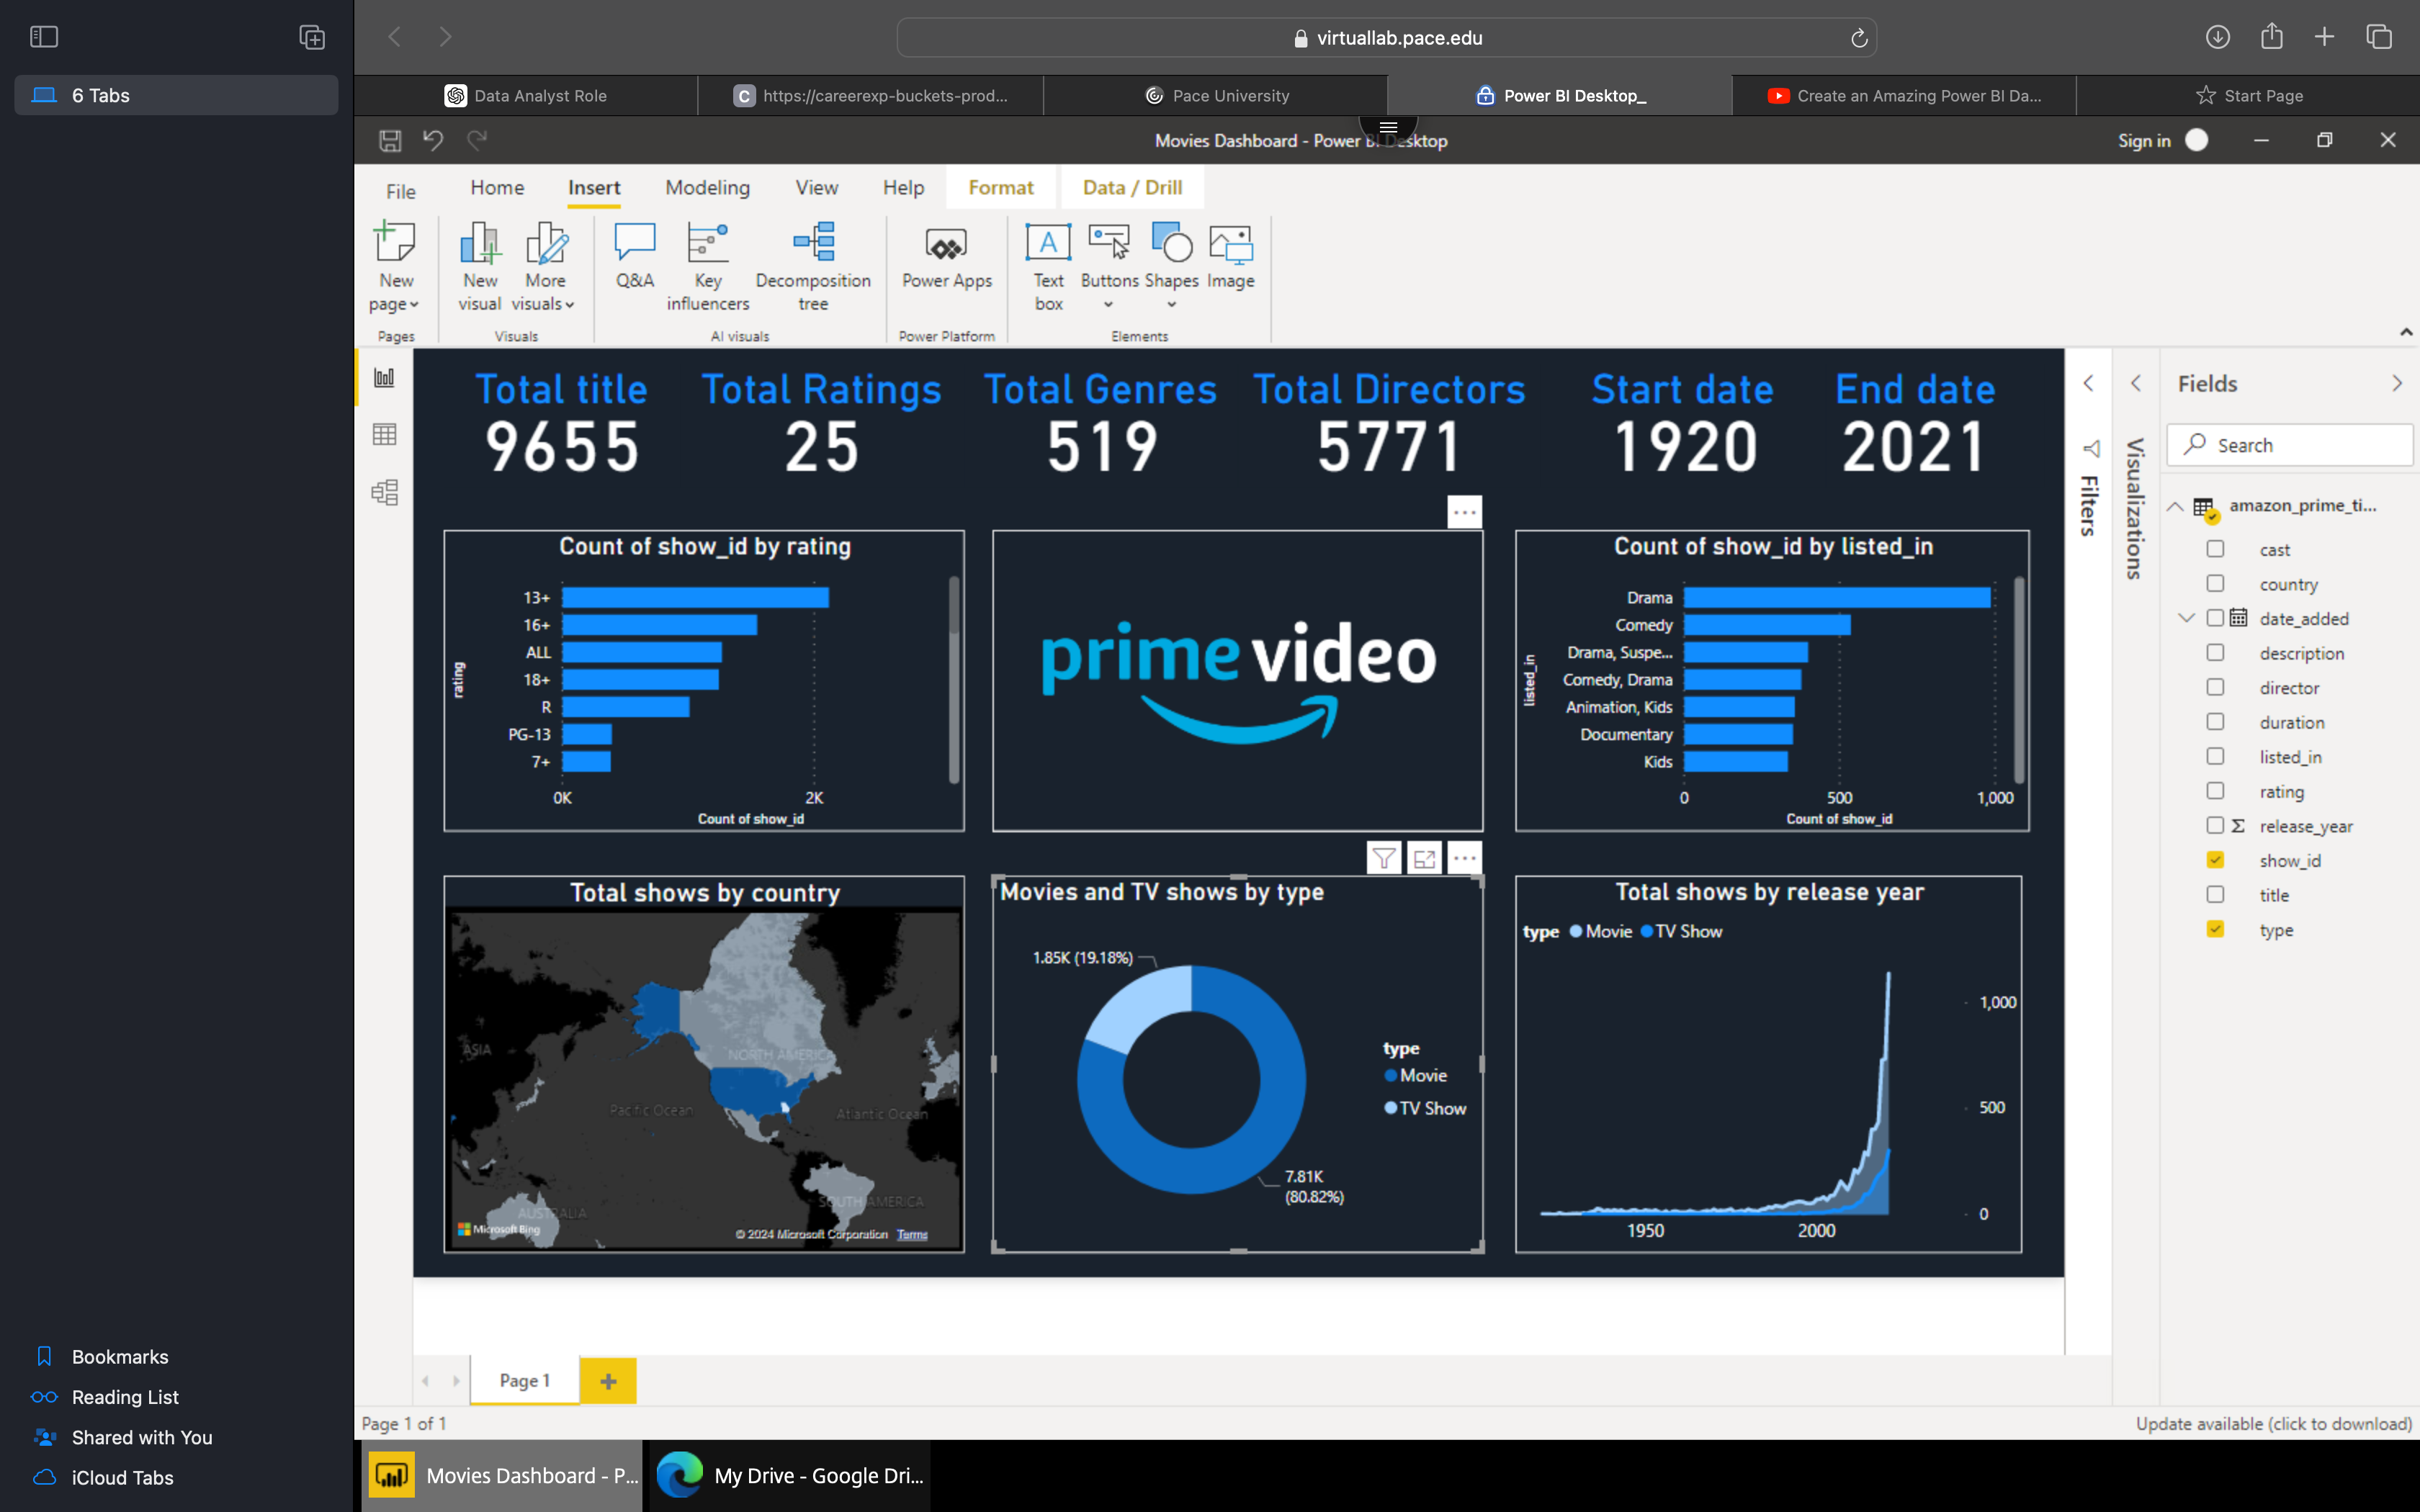 virtuallab.pace.edu
6 Tabs
Data Analyst Role
C
https://careerexp-buckets-prod...
Pace University
Power BI Desktop_
Create an Amazing Power BI Da...
Start Page
Movies Dashboard - Power BI Desktop
Sign in
File Home Insert Modeling View Help Format Data / Drill
New page
New visual
More visuals
Q&A
Key influencers
Decomposition tree
Power Apps
A
Text box
Buttons
Shapes
Image
Pages
Visuals
AI visuals
Power Platform
Elements
Total title
9655
Total Ratings
25
Total Genres
519
Total Directors
5771
Start date
1920
End date
2021
Count of show_id by rating
rating
13+
16+
ALL
18+
R
PG-13
7+
0K 2K
Count of show_id
prime video
Count of show_id by listed_in
listed_in
Drama
Comedy
Drama, Suspe...
Comedy, Drama
Animation, Kids
Documentary
Kids
0 500 1,000
Count of show_id
Total shows by country
ASIA
NORTH AMERICA
Pacific Ocean
Atlantic Ocean
SOUTH AMERICA
AUSTRALIA
Microsoft Bing
© 2024 Microsoft Corporation Terms
Movies and TV shows by type
1.85K (19.18%)
7.81K
(80.82%)
type
Movie
TV Show
Total shows by release year
type Movie TV Show
1,000
500
0
1950 2000
Filters
Visualizations
Fields
Search
amazon_prime_ti...
cast
country
date_added
description
director
duration
listed_in
rating
Σ release_year
show_id
title
type
Page 1
Page 1 of 1
Update available (click to download)
Bookmarks
Reading List
Shared with You
iCloud Tabs
Movies Dashboard - P...
My Drive - Google Dri...